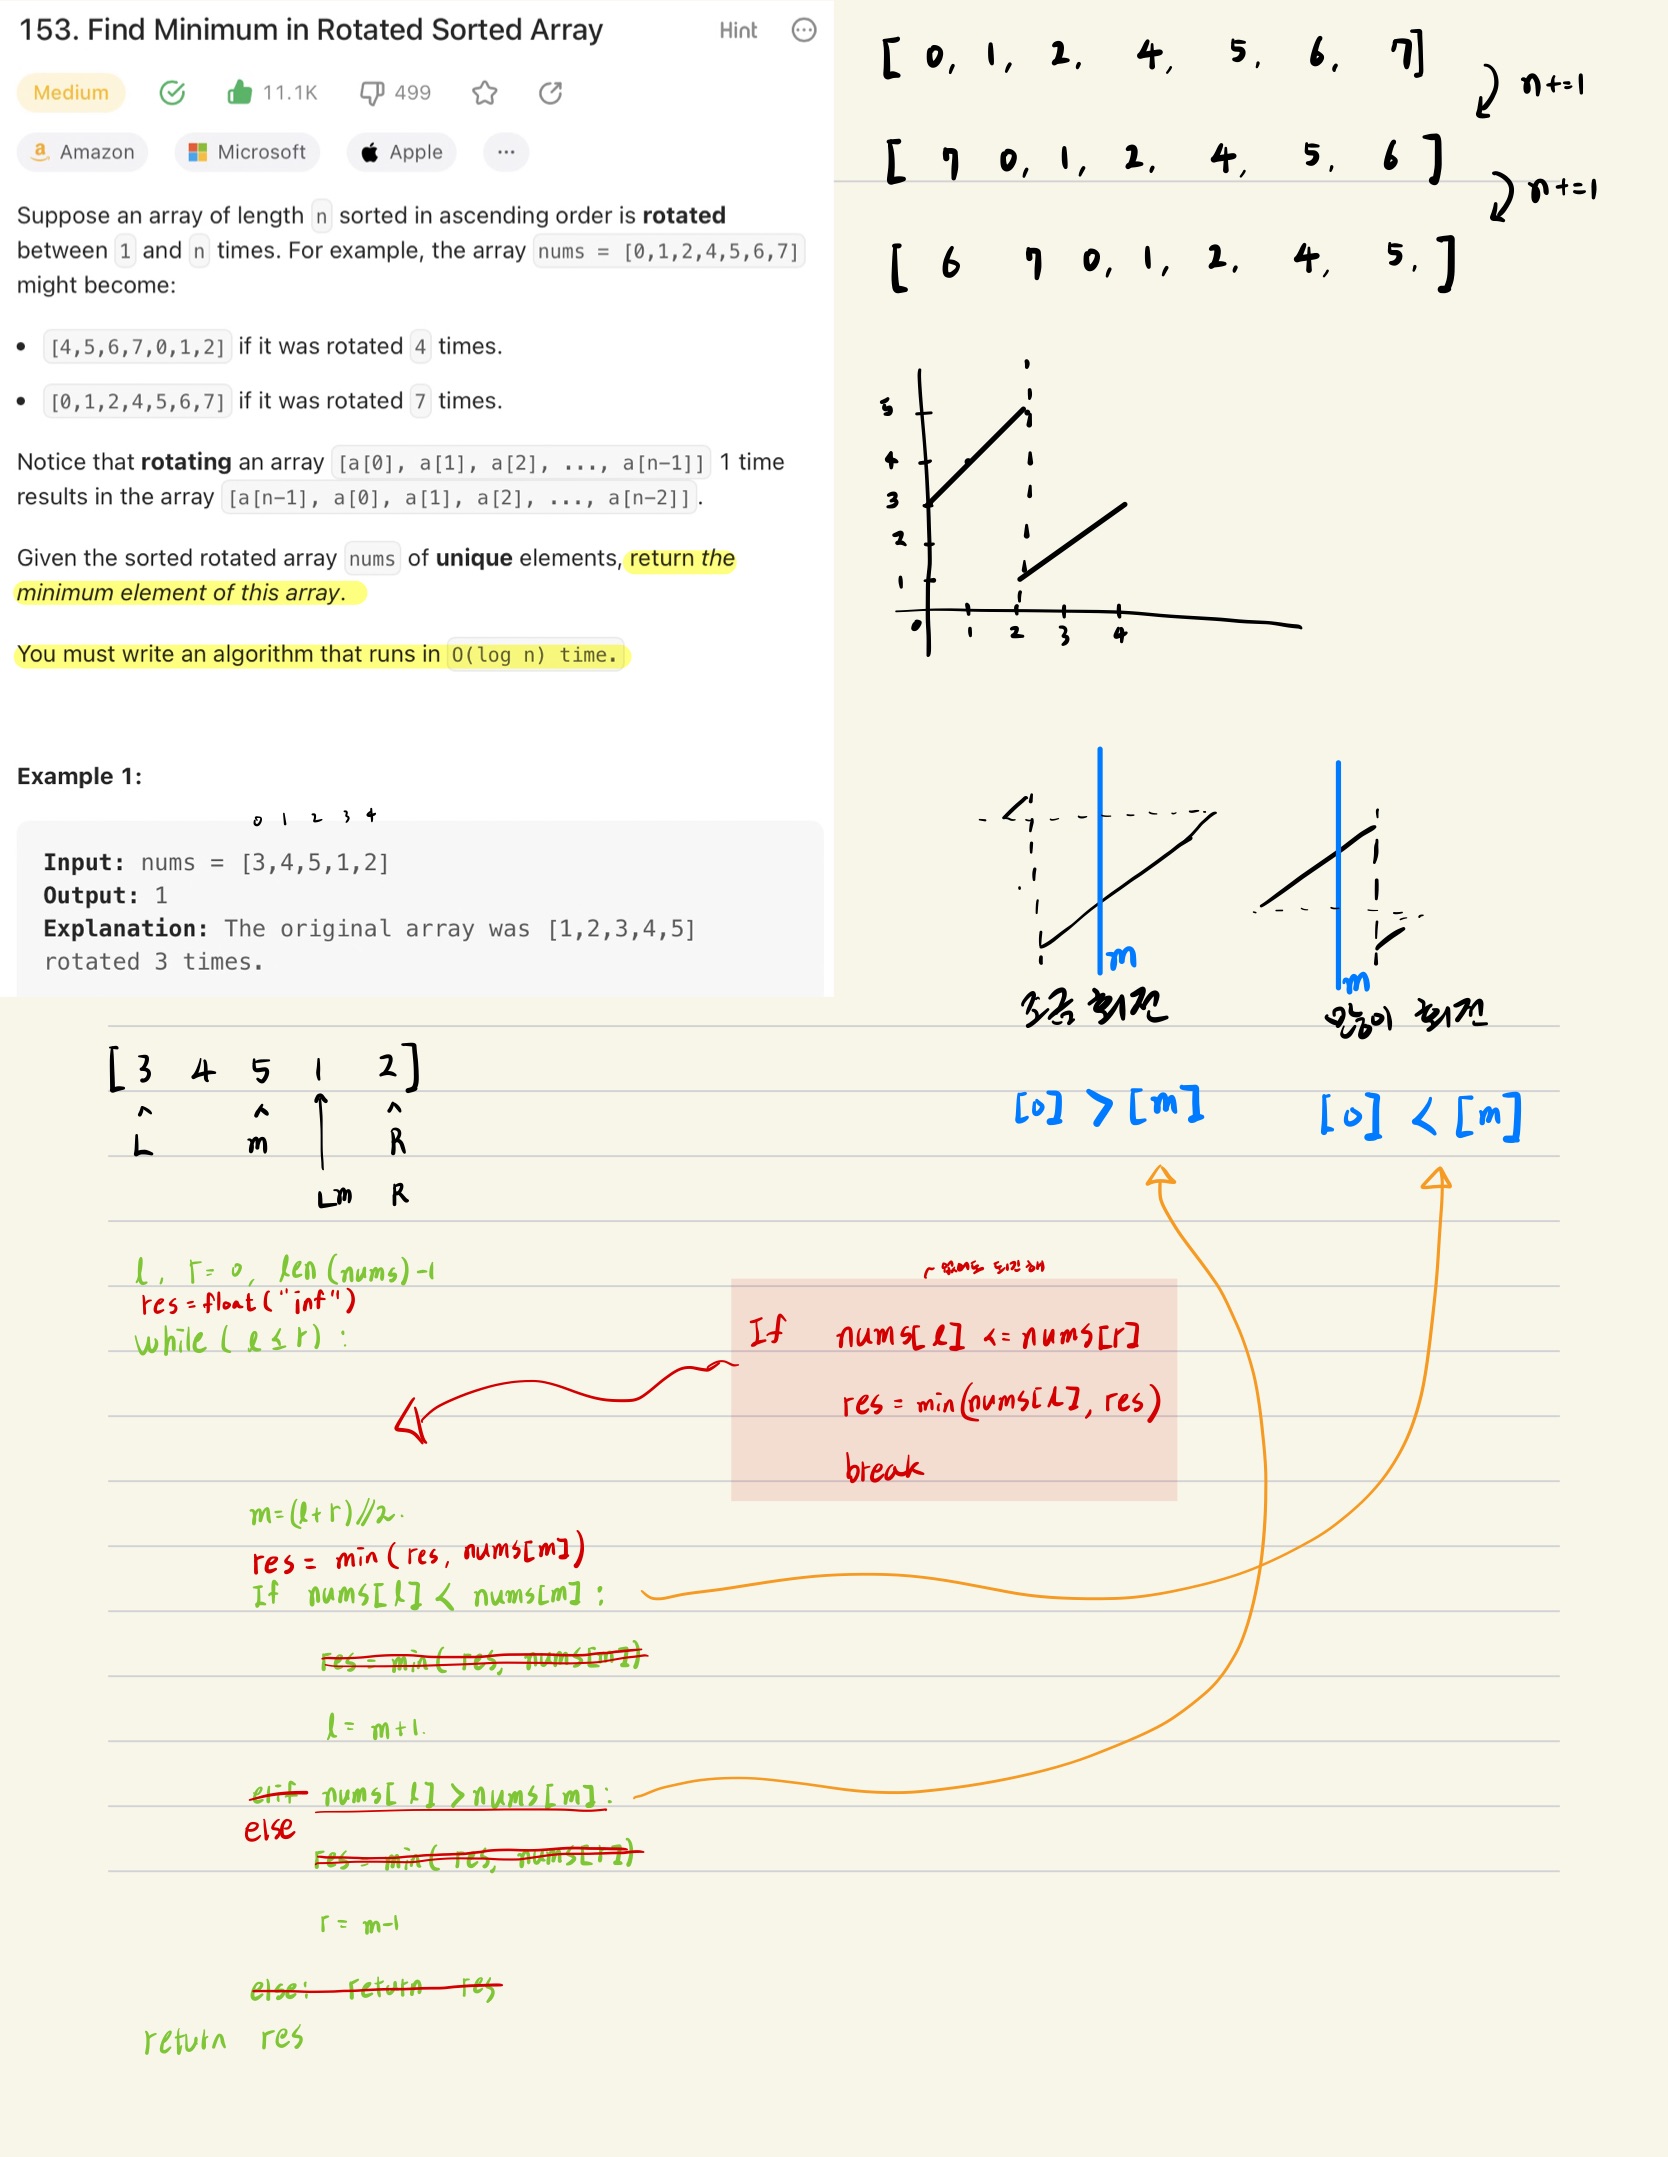 153. Find Minimum in Rotated Sorted Array
Hint
Medium
11.1K
499
Amazon
Microsoft
Apple
Suppose an array of length n sorted in ascending order is rotated
between 1 and n times. For example, the array nums = [0,1,2,4,5,6,7]
might become:
• [4,5,6,7,0,1,2] if it was rotated 4 times.
• [0,1,2,4,5,6,7] if it was rotated 7 times.
Notice that rotating an array [a[0], a[1], a[2], ..., a[n-1]] 1 time
results in the array [a[n-1], a[0], a[1], a[2], ..., a[n-2]].
Given the sorted rotated array nums of unique elements, return the
minimum element of this array.
You must write an algorithm that runs in O(log n) time.
Example 1:
0 1 2 3 4
Input: nums = [3,4,5,1,2]
Output: 1
Explanation: The original array was [1,2,3,4,5]
rotated 3 times.
[ 0, 1, 2, 4, 5, 6, 7]
n+=1
[ 7 0, 1, 2, 4, 5, 6 ]
n+=1
[ 6 7 0, 1, 2, 4, 5, ]
5
4
3
2
1
0 1 2 3 4
m
m
조금 회전
많이 회전
[0] > [m]
[0] < [m]
[ 3 4 5 1 2 ]
^ ^ ^
L m R
L m R
l, r = 0, len(nums)-1
res = float("inf")
while ( l ≤ r) :
없어도 되긴 해
If nums[l] <= nums[r]
res = min(nums[l], res)
break
m=(l+r)//2.
res = min( res, nums[m])
If nums[l] < nums[m] :
res = min( res, nums[m])
l = m+1.
elif nums[l] > nums[m] :
else
res = min( res, nums[r])
r = m-1
else: return res
return res